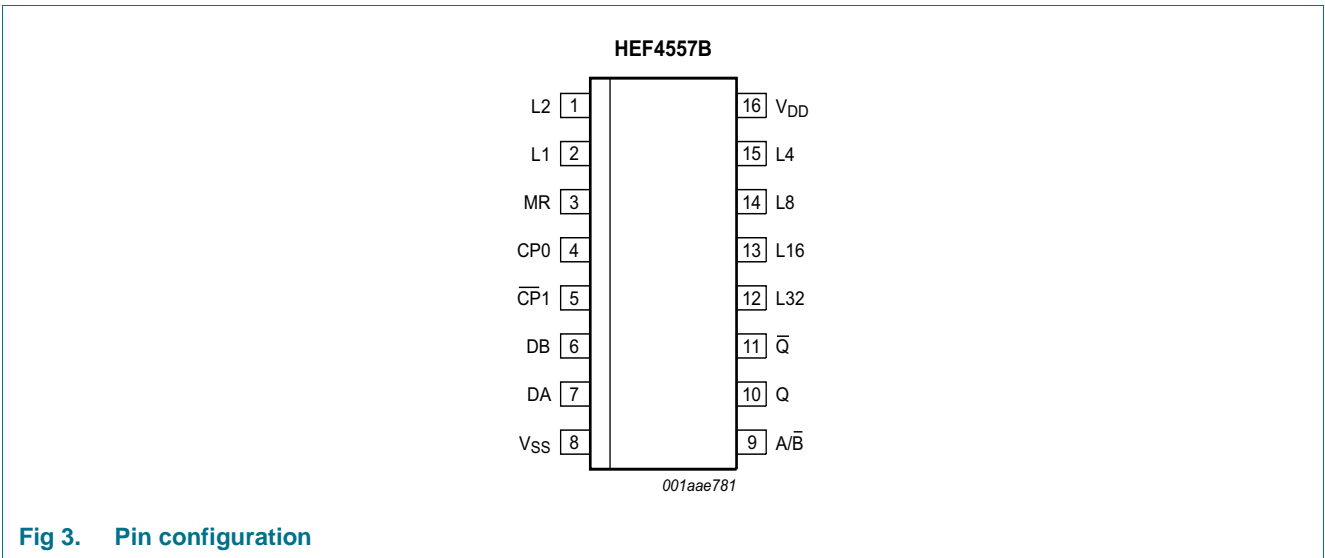 HEF4557B
L2 1 16 VDD
L1 2 15 L4
MR 3 14 L8
CP0 4 13 L16
C̅P̅1 5 12 L32
DB 6 11 Q̅
DA 7 10 Q
VSS 8 9 A/B̅
001aae781
Fig 3. Pin configuration